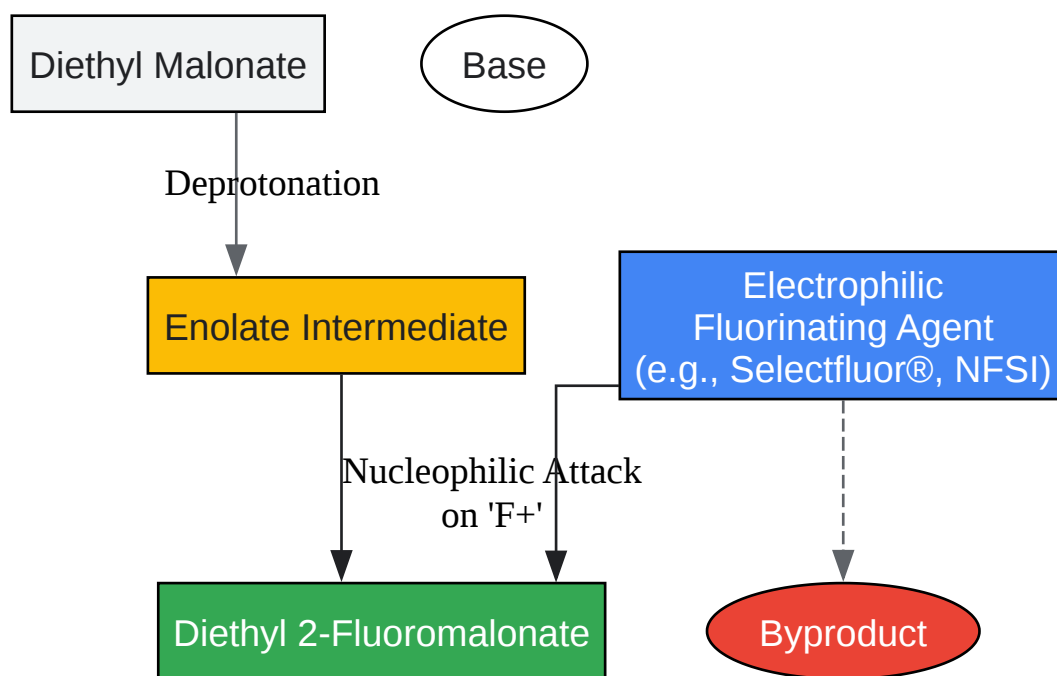 Diethyl Malonate
Base
Deprotonation
Enolate Intermediate
Electrophilic
Fluorinating Agent
(e.g., Selectfluor®, NFSI)
Nucleophilic Attack
on 'F+'
Diethyl 2-Fluoromalonate
Byproduct